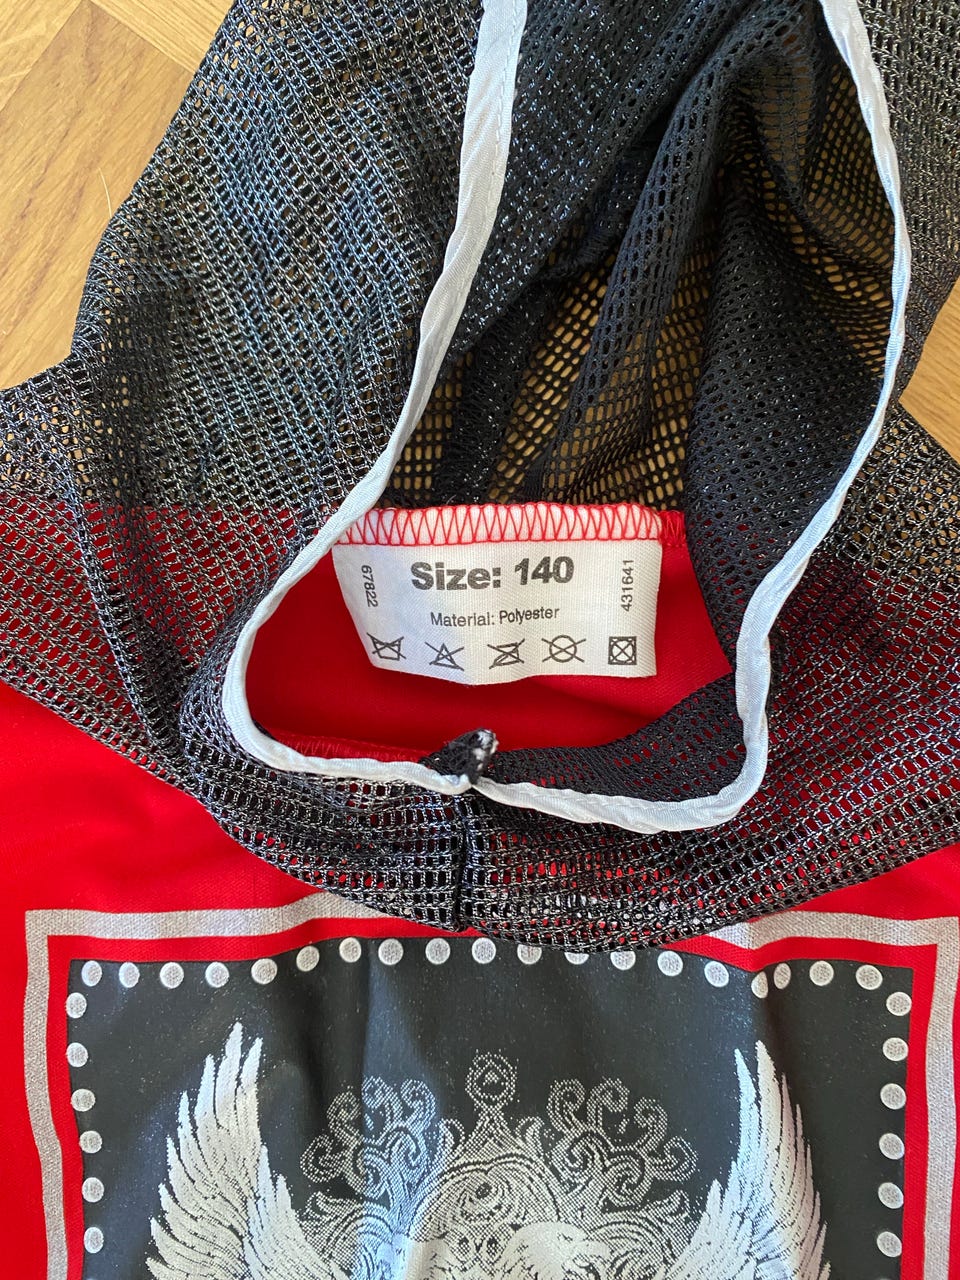 Size: 140
Material: Polyester
67822
431641